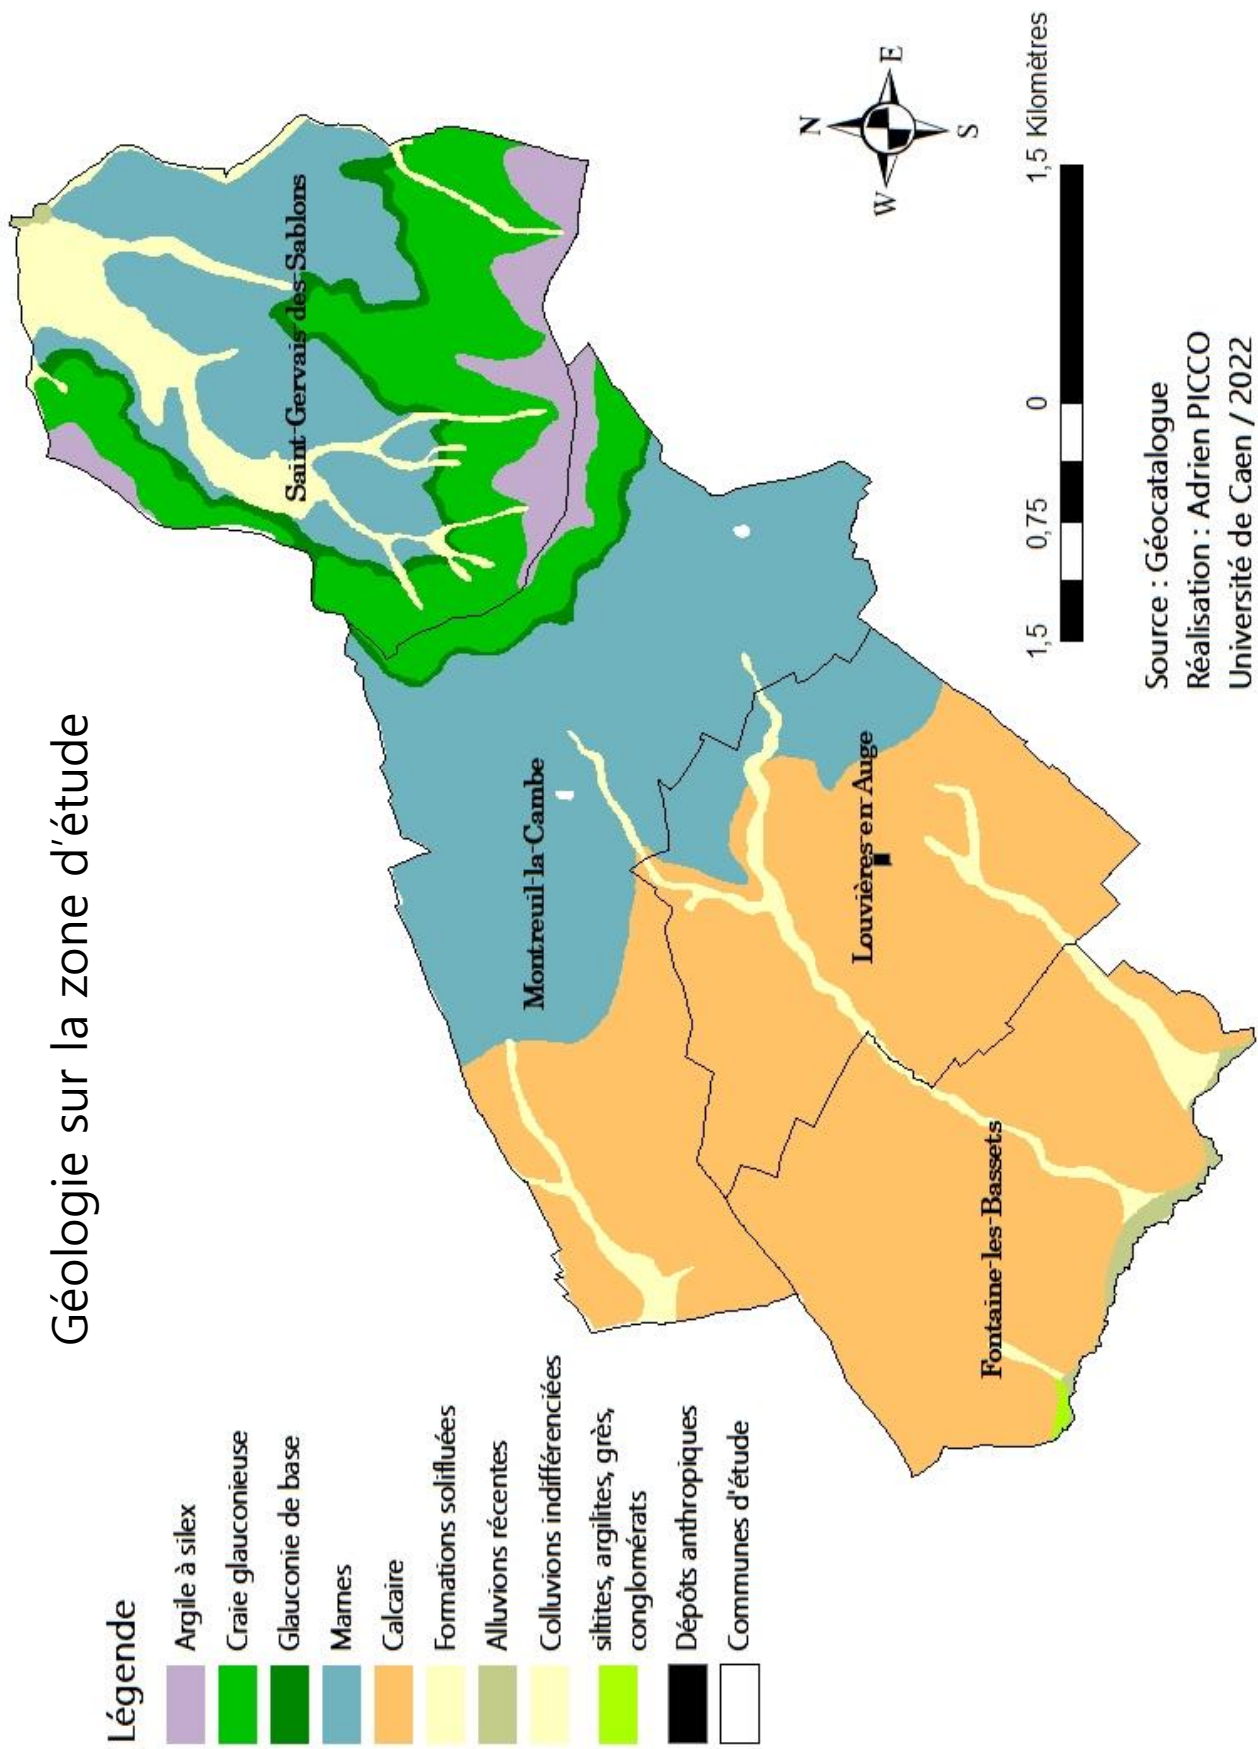 Géologie sur la zone d'étude
Légende
Argile à silex
Craie glauconieuse
Glauconie de base
Marnes
Calcaire
Formations solifluées
Alluvions récentes
Colluvions indifférenciées
siltites, argilites, grès,
conglomérats
Dépôts anthropiques
Communes d'étude
Saint-Gervais-des-Sablons
Montreuil-la-Cambe
Louvières-en-Auge
Fontaine-les-Bassets
N
W
E
S
1,5 0,75 0 1,5 Kilomètres
Source : Géocatalogue
Réalisation : Adrien PICCO
Université de Caen / 2022